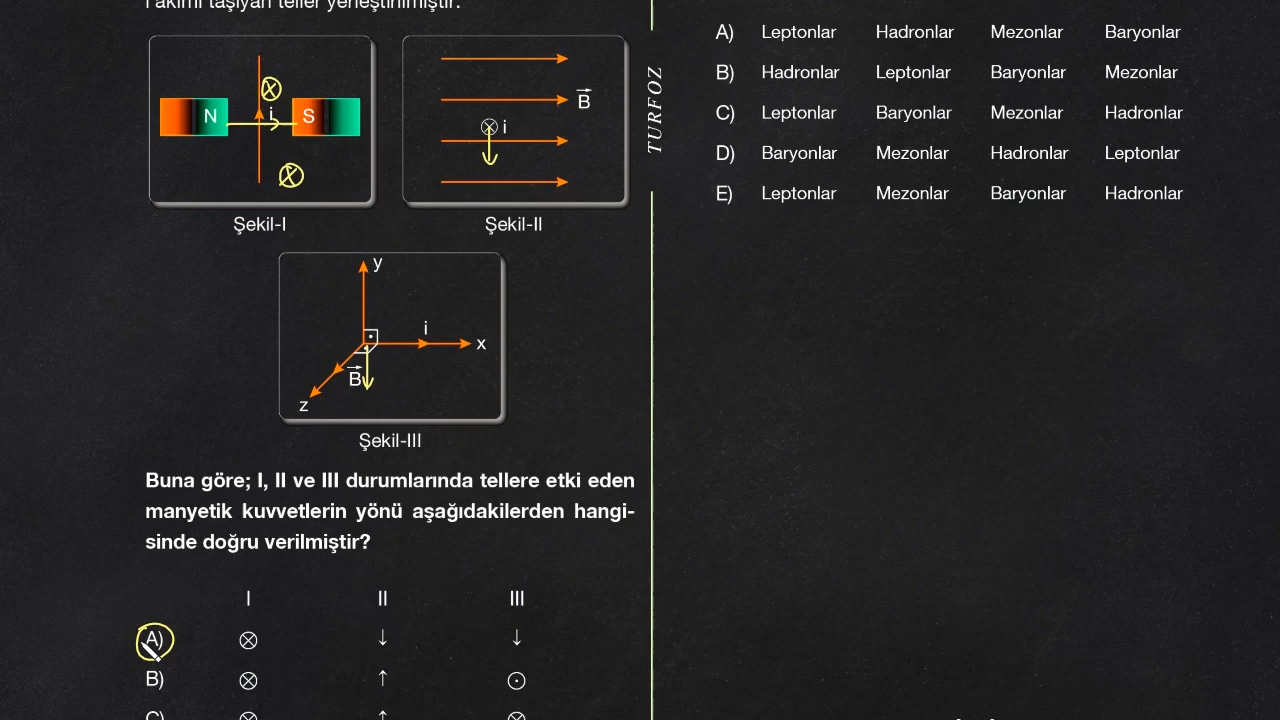 I akımı taşıyan teller yerleştirilmiştir.
N i S
Şekil-I
B
i
Şekil-II
y
i
x
B
z
Şekil-III
Buna göre; I, II ve III durumlarında tellere etki eden
manyetik kuvvetlerin yönü aşağıdakilerden hangi-
sinde doğru verilmiştir?
I II III
A) ⊗ ↓ ↓
B) ⊗ ↑ ⊙
C) ⊗ ↑ ⊗
TURFOZ
A) Leptonlar Hadronlar Mezonlar Baryonlar
B) Hadronlar Leptonlar Baryonlar Mezonlar
C) Leptonlar Baryonlar Mezonlar Hadronlar
D) Baryonlar Mezonlar Hadronlar Leptonlar
E) Leptonlar Mezonlar Baryonlar Hadronlar